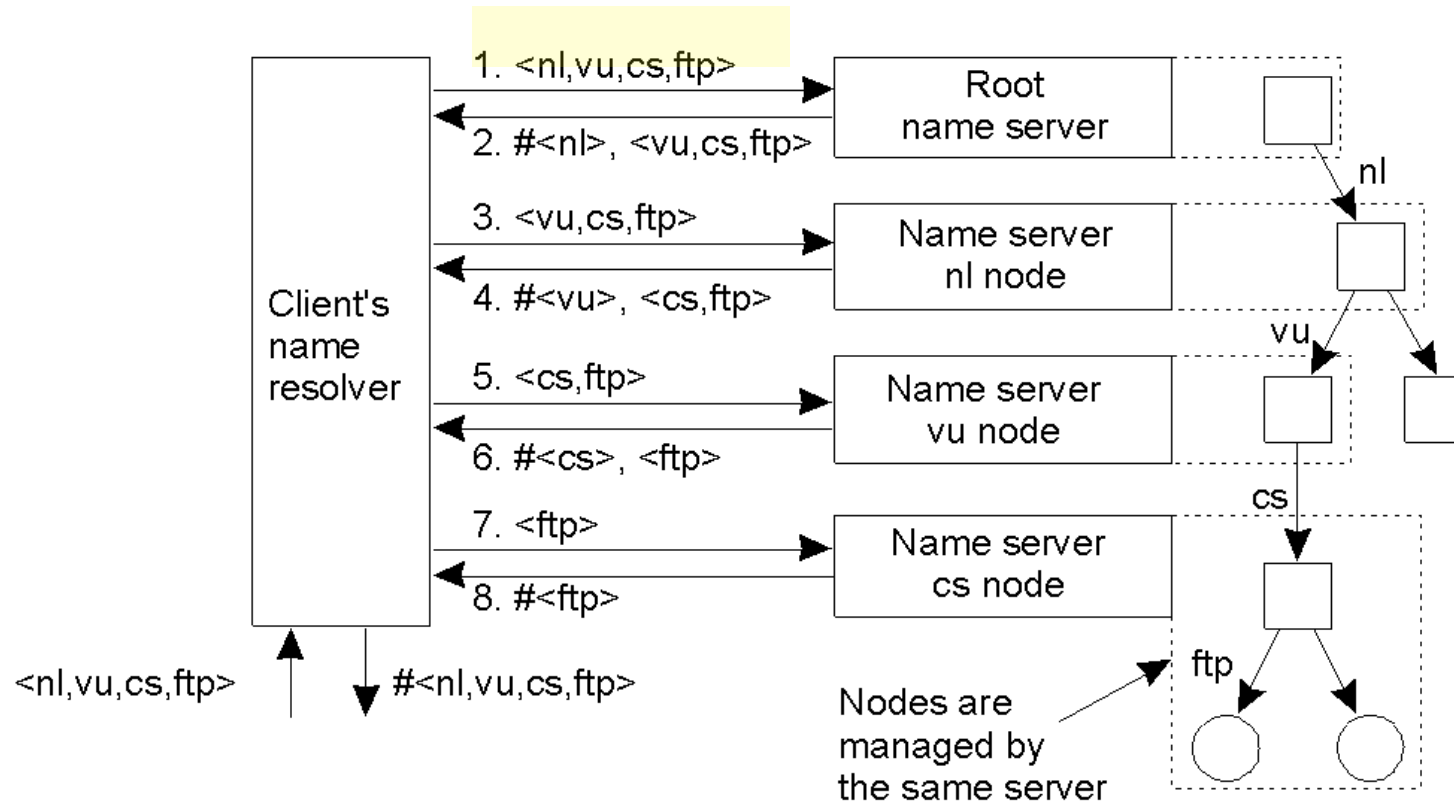 1. <nl,vu,cs,ftp>
Root
name server
2. #<nl>, <vu,cs,ftp>
nl
3. <vu,cs,ftp>
Name server
nl node
4. #<vu>, <cs,ftp>
Client's
name
resolver
vu
5. <cs,ftp>
Name server
vu node
6. #<cs>, <ftp>
cs
7. <ftp>
Name server
cs node
8. #<ftp>
<nl,vu,cs,ftp>
#<nl,vu,cs,ftp>
ftp
Nodes are
managed by
the same server